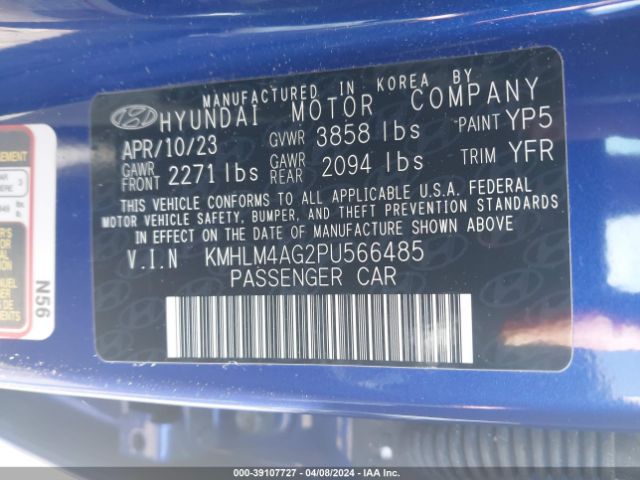 MANUFACTURED IN KOREA BY
HYUNDAI MOTOR COMPANY
APR/10/23 GVWR 3858 lbs PAINT YP5
GAWR FRONT 2271 lbs GAWR REAR 2094 lbs TRIM YFR
THIS VEHICLE CONFORMS TO ALL APPLICABLE U.S.A. FEDERAL
MOTOR VEHICLE SAFETY, BUMPER, AND THEFT PREVENTION STANDARDS
IN EFFECT ON THE DATE OF MANUFACTURE SHOWN ABOVE
V.I.N KMHLM4AG2PU566485
PASSENGER CAR
N56
000-39107727 - 04/08/2024 - IAA Inc.